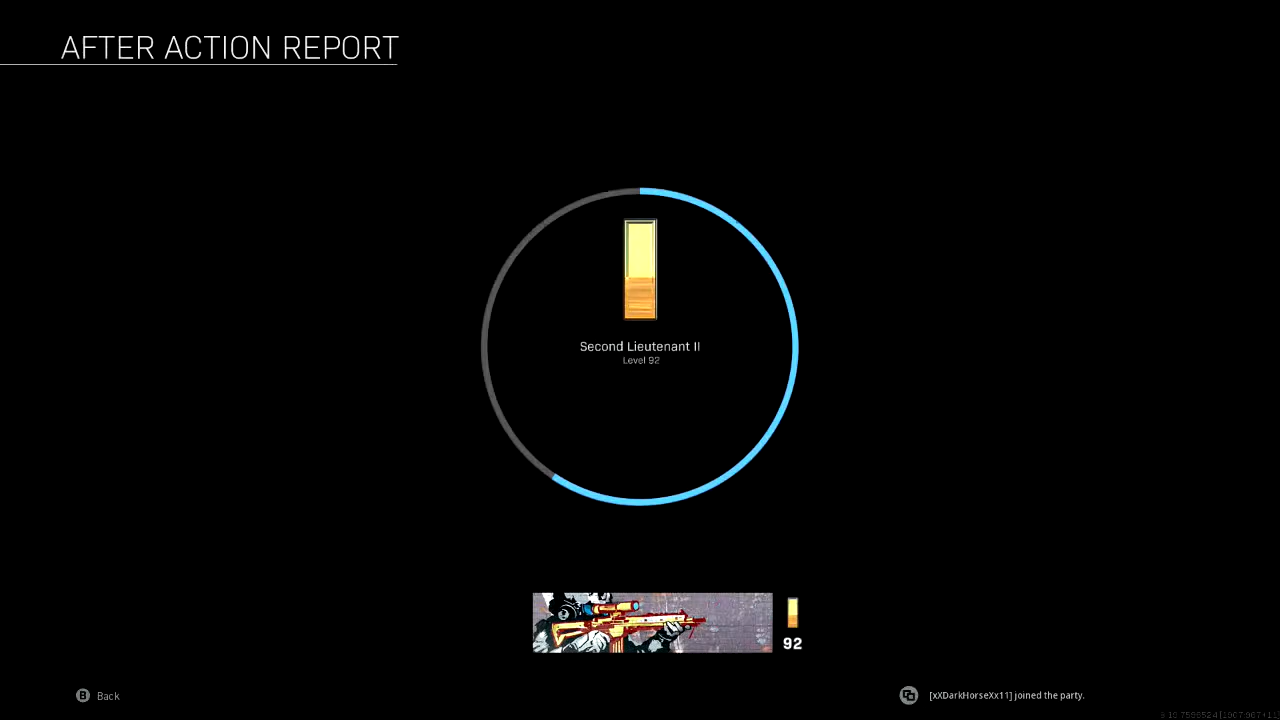 AFTER ACTION REPORT
Second Lieutenant II
Level 92
92
B Back
[xXDarkHorseXx11] joined the party.